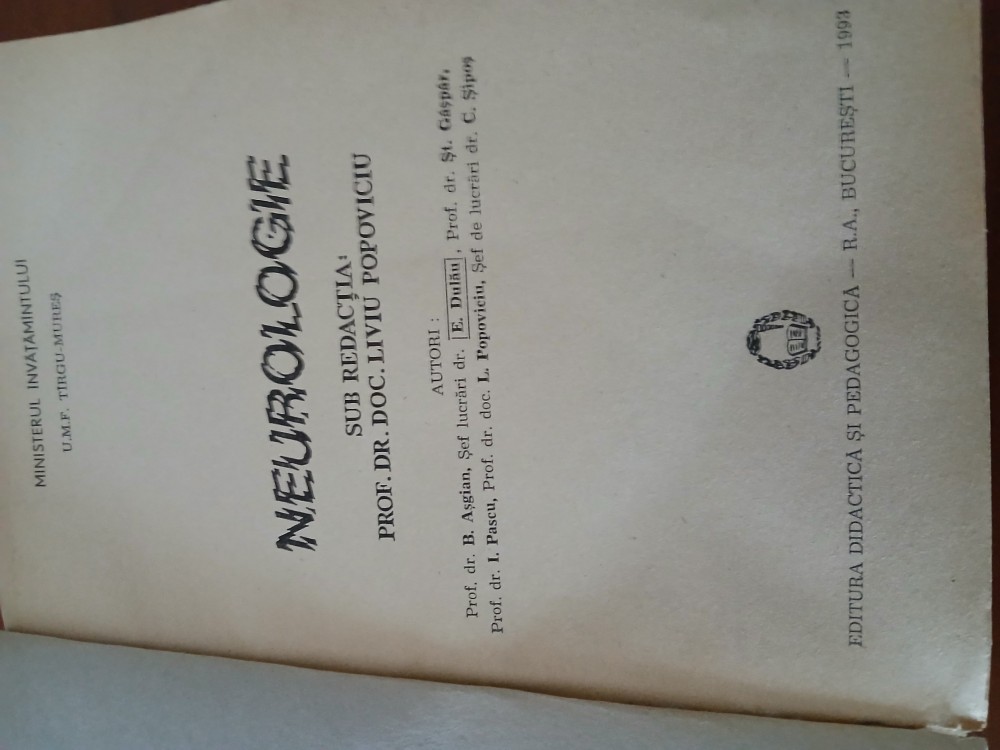 MINISTERUL INVAȚAMINTULUI
U.M.F. TÎRGU-MUREȘ
NEUROLOGIE
SUB REDACȚIA:
PROF. DR. DOC. LIVIU POPOVICIU
AUTORI :
Prof. dr. B. Așgian, Șef lucrări dr. E. Dulău, Prof. dr. Șt. Gáspár,
Prof. dr. I. Pascu, Prof. dr. doc. L. Popoviciu, Șef de lucrări dr. C. Șipoș
EDITURA DIDACTICĂ ȘI PEDAGOGICĂ — R.A., BUCUREȘTI — 1993